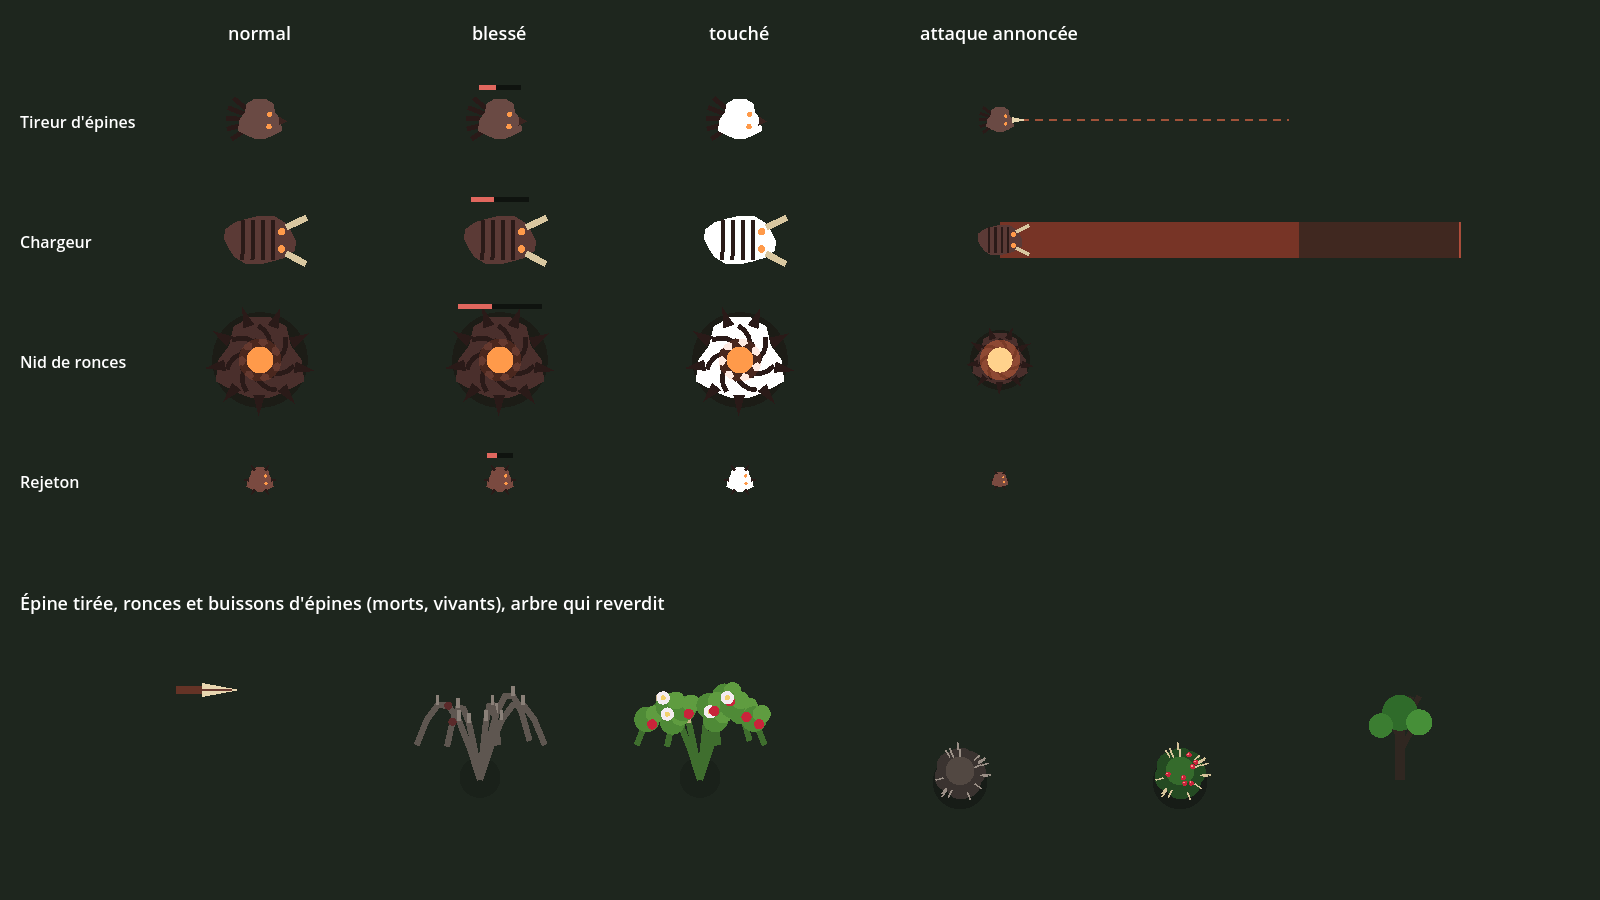 normal
blessé
touché
attaque annoncée
Tireur d'épines
Chargeur
Nid de ronces
Rejeton
Épine tirée, ronces et buissons d'épines (morts, vivants), arbre qui reverdit